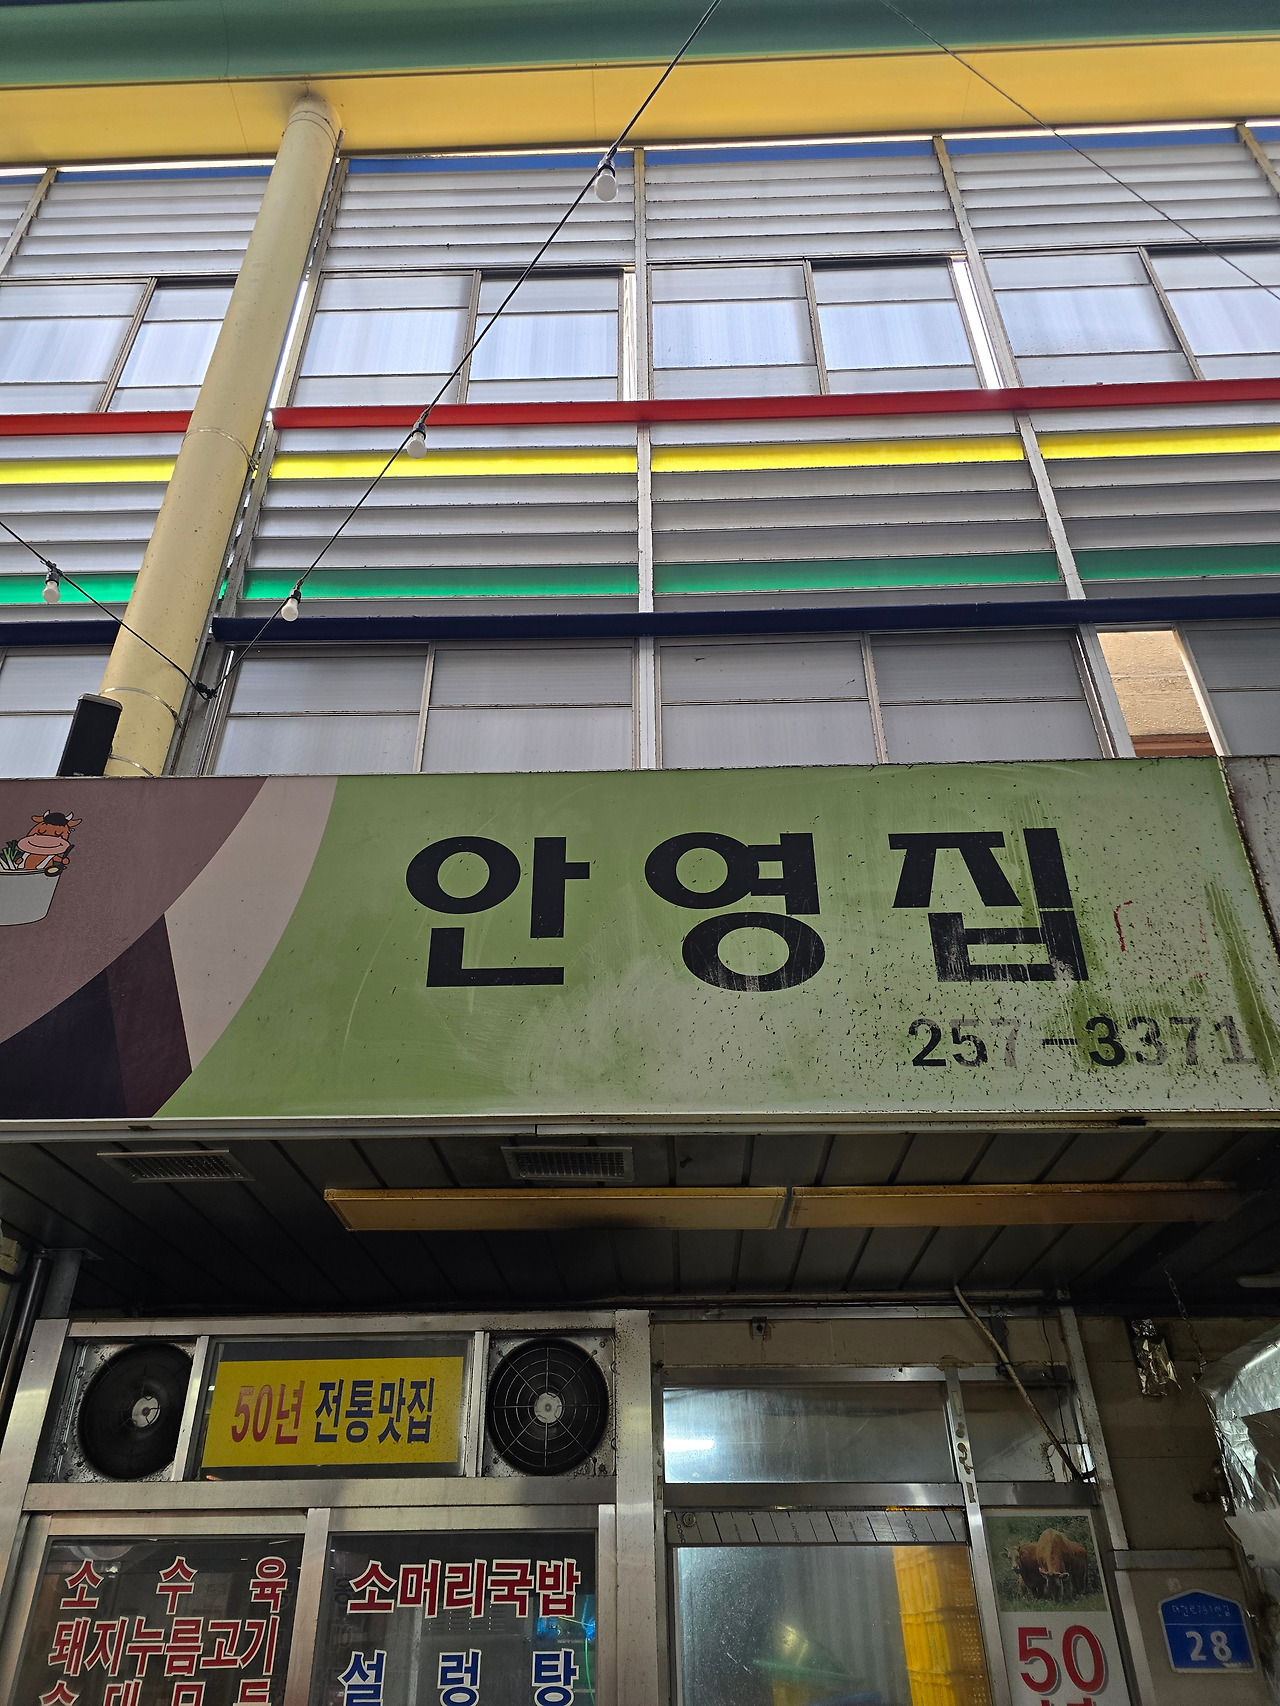 안영집
257-3371
50년 전통맛집
소수육
돼지누름고기
소머리국밥
설렁탕
50
28